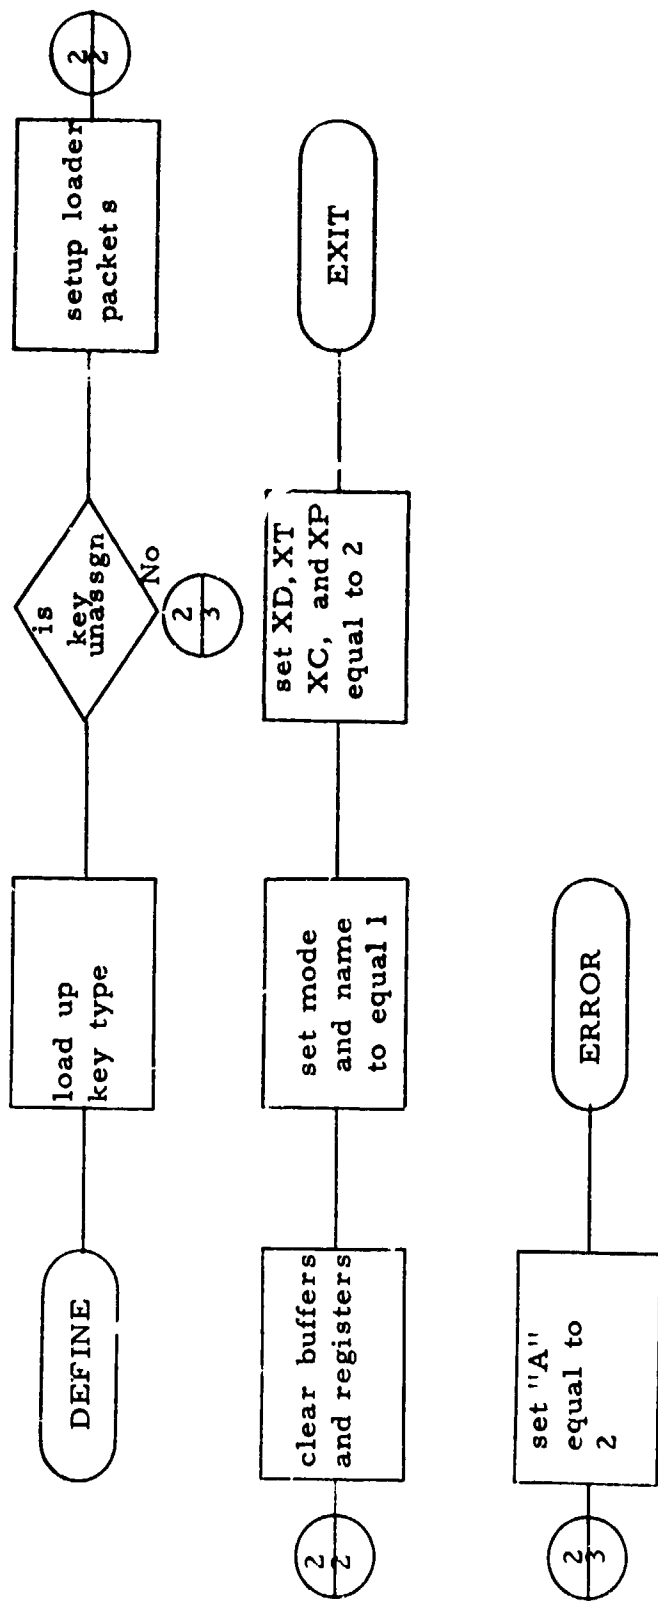 DEFINE
load up
key type
is
key
unassgn
No
2
3
setup loader
packets
2
2
2
2
clear buffers
and registers
set mode
and name
to equal 1
set XD, XT
XC, and XP
equal to 2
EXIT
2
3
set "A"
equal to
2
ERROR